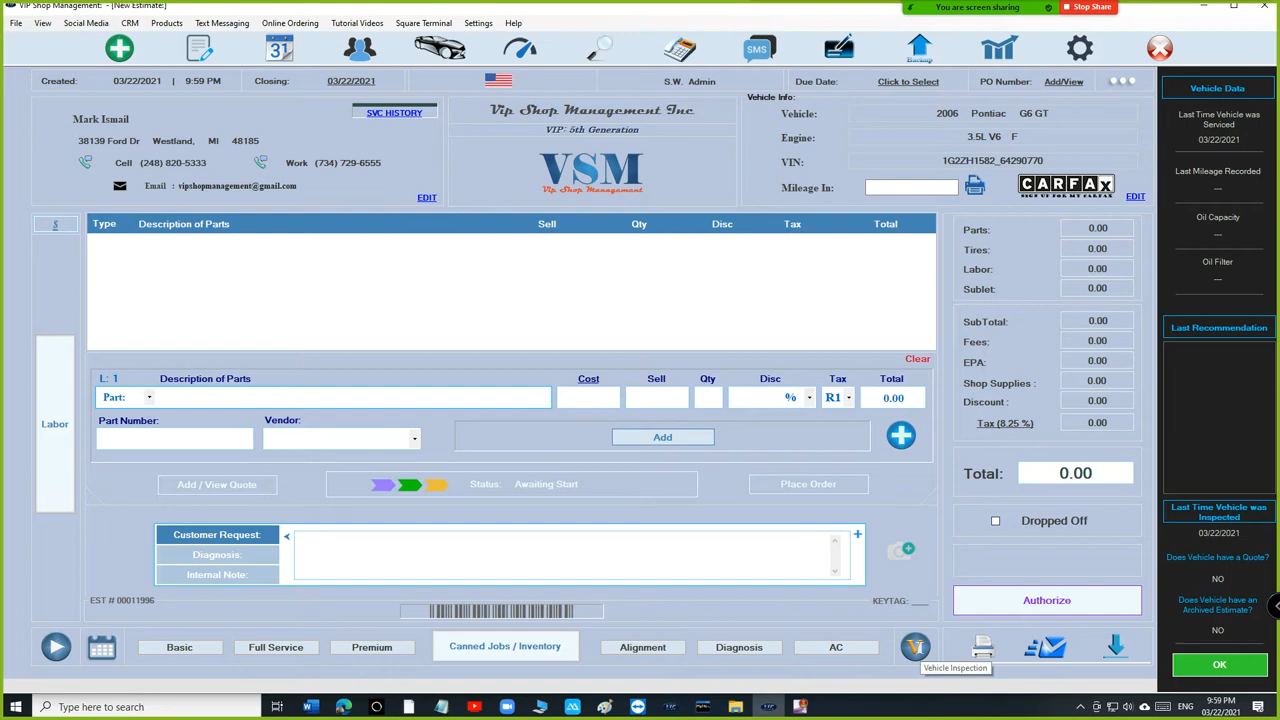 VIP Shop Management: - [New Estimate:]
You are screen sharing
Stop Share
File View Social Media CRM Products Text Messaging Online Ordering Tutorial Videos Square Terminal Settings Help
31
SMS
Backup
Created: 03/22/2021 | 9:59 PM Closing: 03/22/2021 S.W. Admin Due Date: Click to Select PO Number: Add/View
Mark Ismail
SVC HISTORY
38139 Ford Dr Westland, MI 48185
Cell (248) 820-5333 Work (734) 729-6555
Email : vipshopmanagement@gmail.com
EDIT
Vip Shop Management Inc
VIP: 5th Generation
VSM
Vip Shop Management
Vehicle Info:
Vehicle: 2006 Pontiac G6 GT
Engine: 3.5L V6 F
VIN: 1G2ZH1582_64290770
Mileage In:
CARFAX
SIGN UP FOR MY CARFAX
EDIT
S
Labor
Type Description of Parts Sell Qty Disc Tax Total
Clear
L: 1 Description of Parts Cost Sell Qty Disc Tax Total
Part: % R1 0.00
Part Number: Vendor:
Add
Add / View Quote
Status: Awaiting Start
Place Order
Customer Request: <
Diagnosis:
Internal Note:
EST # 00011996
KEYTAG: ___
Parts: 0.00
Tires: 0.00
Labor: 0.00
Sublet: 0.00
SubTotal: 0.00
Fees: 0.00
EPA: 0.00
Shop Supplies : 0.00
Discount : 0.00
Tax (8.25 %) 0.00
Total: 0.00
Dropped Off
Authorize
Basic Full Service Premium Canned Jobs / Inventory Alignment Diagnosis AC
VI
Vehicle Inspection
Vehicle Data
Last Time Vehicle was
Serviced
03/22/2021
Last Mileage Recorded
---
Oil Capacity
---
Oil Filter
---
Last Recommendation
Last Time Vehicle was
Inspected
03/22/2021
Does Vehicle have a Quote?
NO
Does Vehicle have an
Archived Estimate?
NO
OK
Type here to search
ENG
9:59 PM
03/22/2021